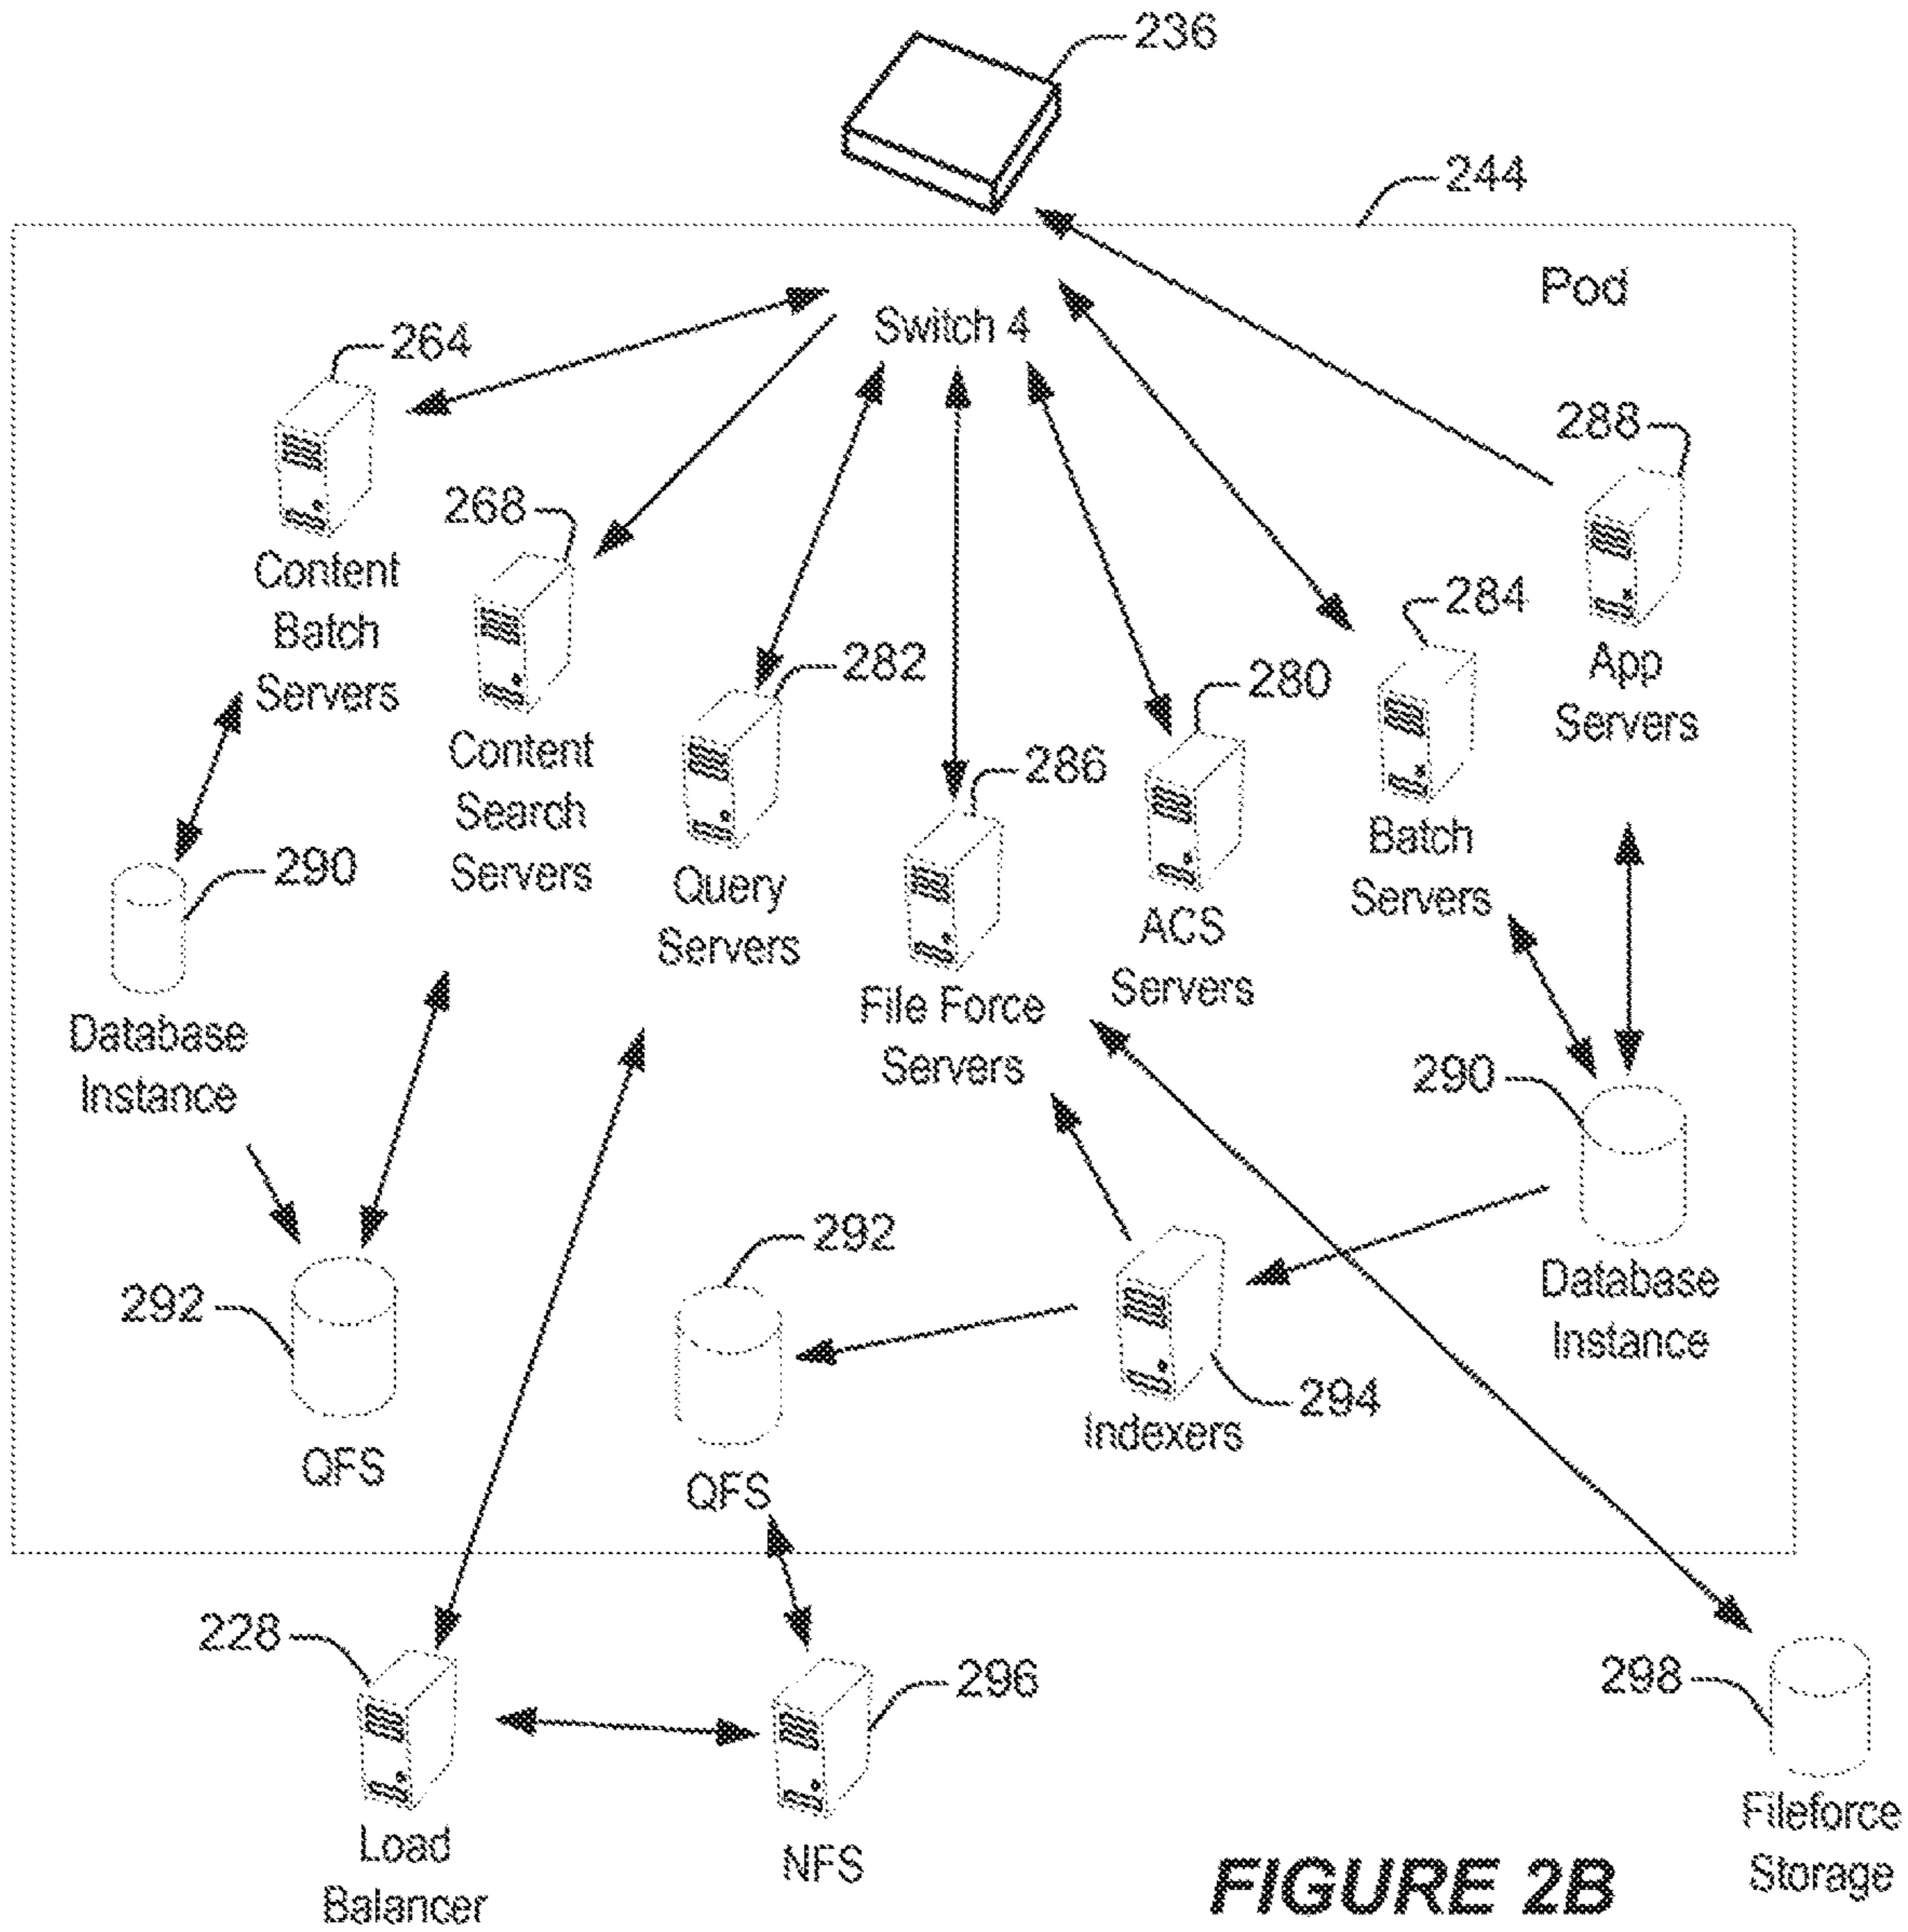 236
244
Pod
Switch 4
264
288
268
Content
Batch
Servers
284
App
Servers
282
280
Content
Search
Servers
286
Batch
Servers
290
Query
Servers
ACS
Servers
File Force
Servers
Database
Instance
290
292
292
Database
Instance
294
Indexers
QFS
QFS
228
296
298
Load
Balancer
NFS
Fileforce
Storage
FIGURE 2B